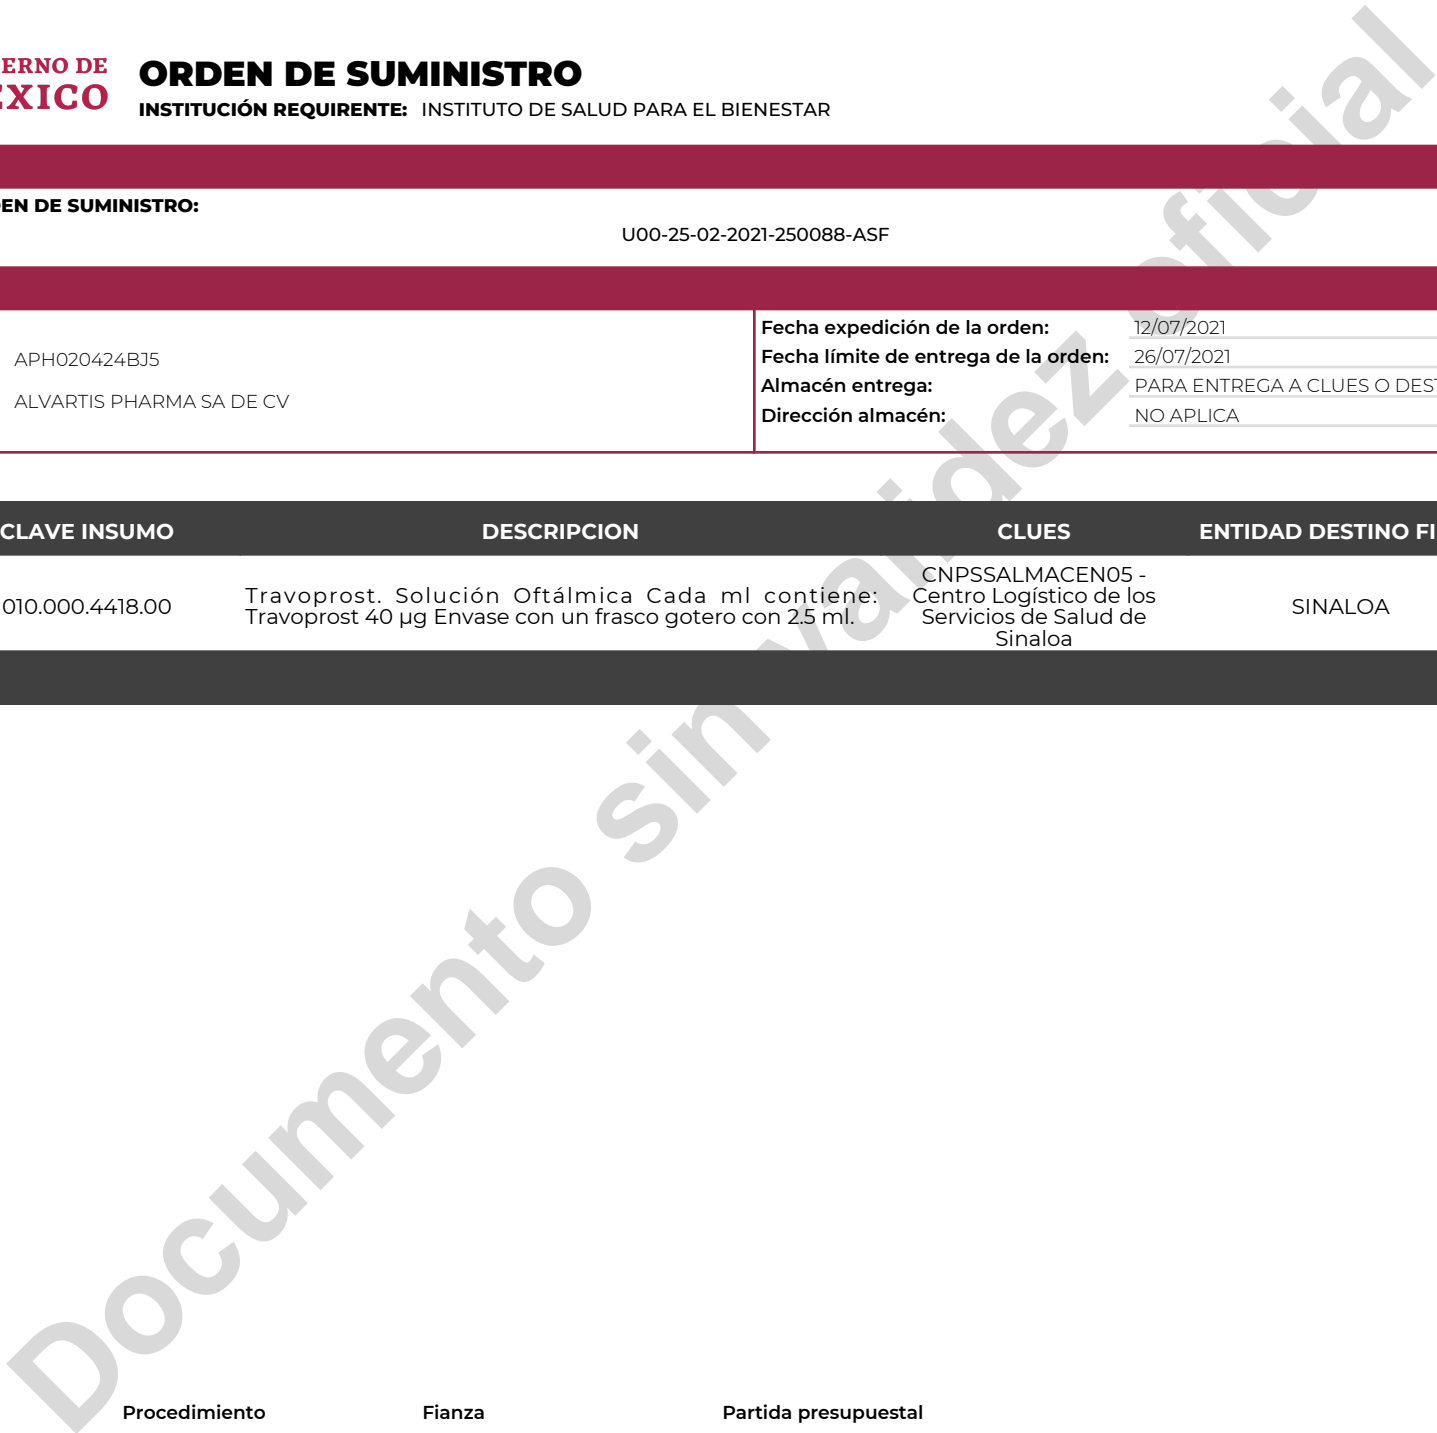 ERNO DE
ÉXICO
ORDEN DE SUMINISTRO
INSTITUCIÓN REQUIRENTE: INSTITUTO DE SALUD PARA EL BIENESTAR
EN DE SUMINISTRO:
U00-25-02-2021-250088-ASF
APH020424BJ5
ALVARTIS PHARMA SA DE CV
Fecha expedición de la orden: 12/07/2021
Fecha límite de entrega de la orden: 26/07/2021
Almacén entrega: PARA ENTREGA A CLUES O DEST
Dirección almacén: NO APLICA
CLAVE INSUMO DESCRIPCION CLUES ENTIDAD DESTINO FI
010.000.4418.00
Travoprost. Solución Oftálmica Cada ml contiene:
Travoprost 40 µg Envase con un frasco gotero con 2.5 ml.
CNPSSALMACEN05 -
Centro Logístico de los
Servicios de Salud de
Sinaloa
SINALOA
Documento sin validez oficial
Procedimiento Fianza Partida presupuestal